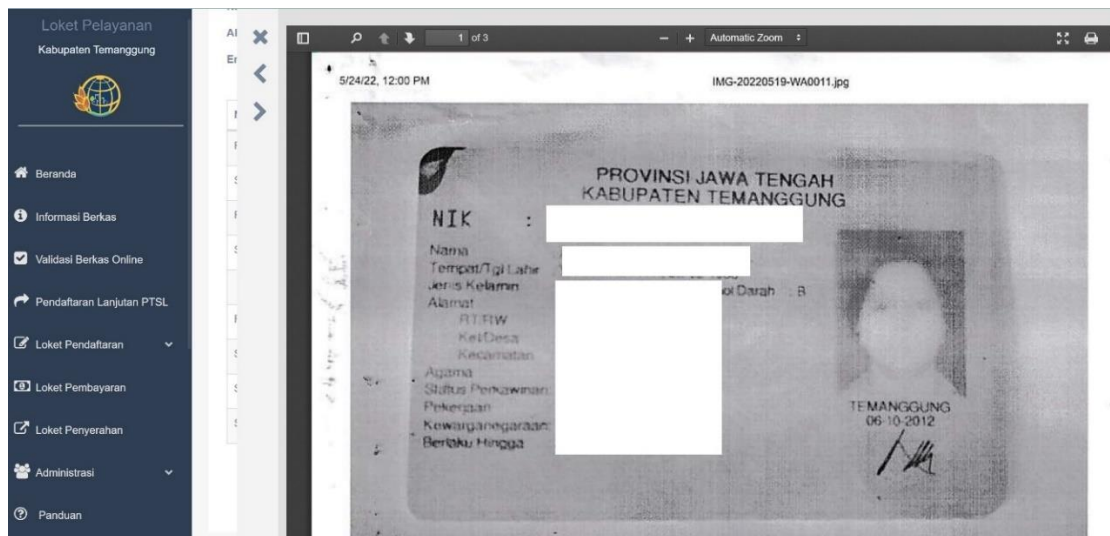 Loket Pelayanan
Kabupaten Temanggung
Beranda
Informasi Berkas
Validasi Berkas Online
Pendaftaran Lanjutan PTSL
Loket Pendaftaran
Loket Pembayaran
Loket Penyerahan
Administrasi
Panduan
1 of 3
Automatic Zoom
5/24/22, 12:00 PM
IMG-20220519-WA0011.jpg
PROVINSI JAWA TENGAH
KABUPATEN TEMANGGUNG
NIK :
Nama
Tempat/Tgl Lahir
Jenis Kelamin
Darah : B
Alamat
RT/RW
Kel/Desa
Kecamatan
Agama
Status Perkawinan:
Pekerjaan
Kewarganegaraan:
Berlaku Hingga
TEMANGGUNG
06-10-2012